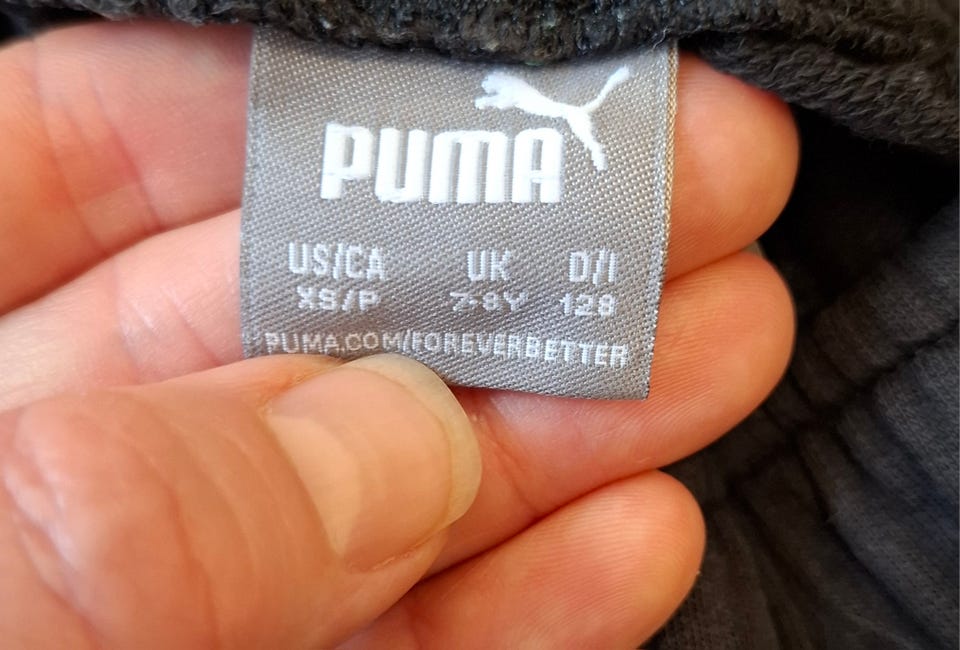 PUMA
US/CA UK D/I
XS/P 7-8Y 128
PUMA.COM/FOREVERBETTER